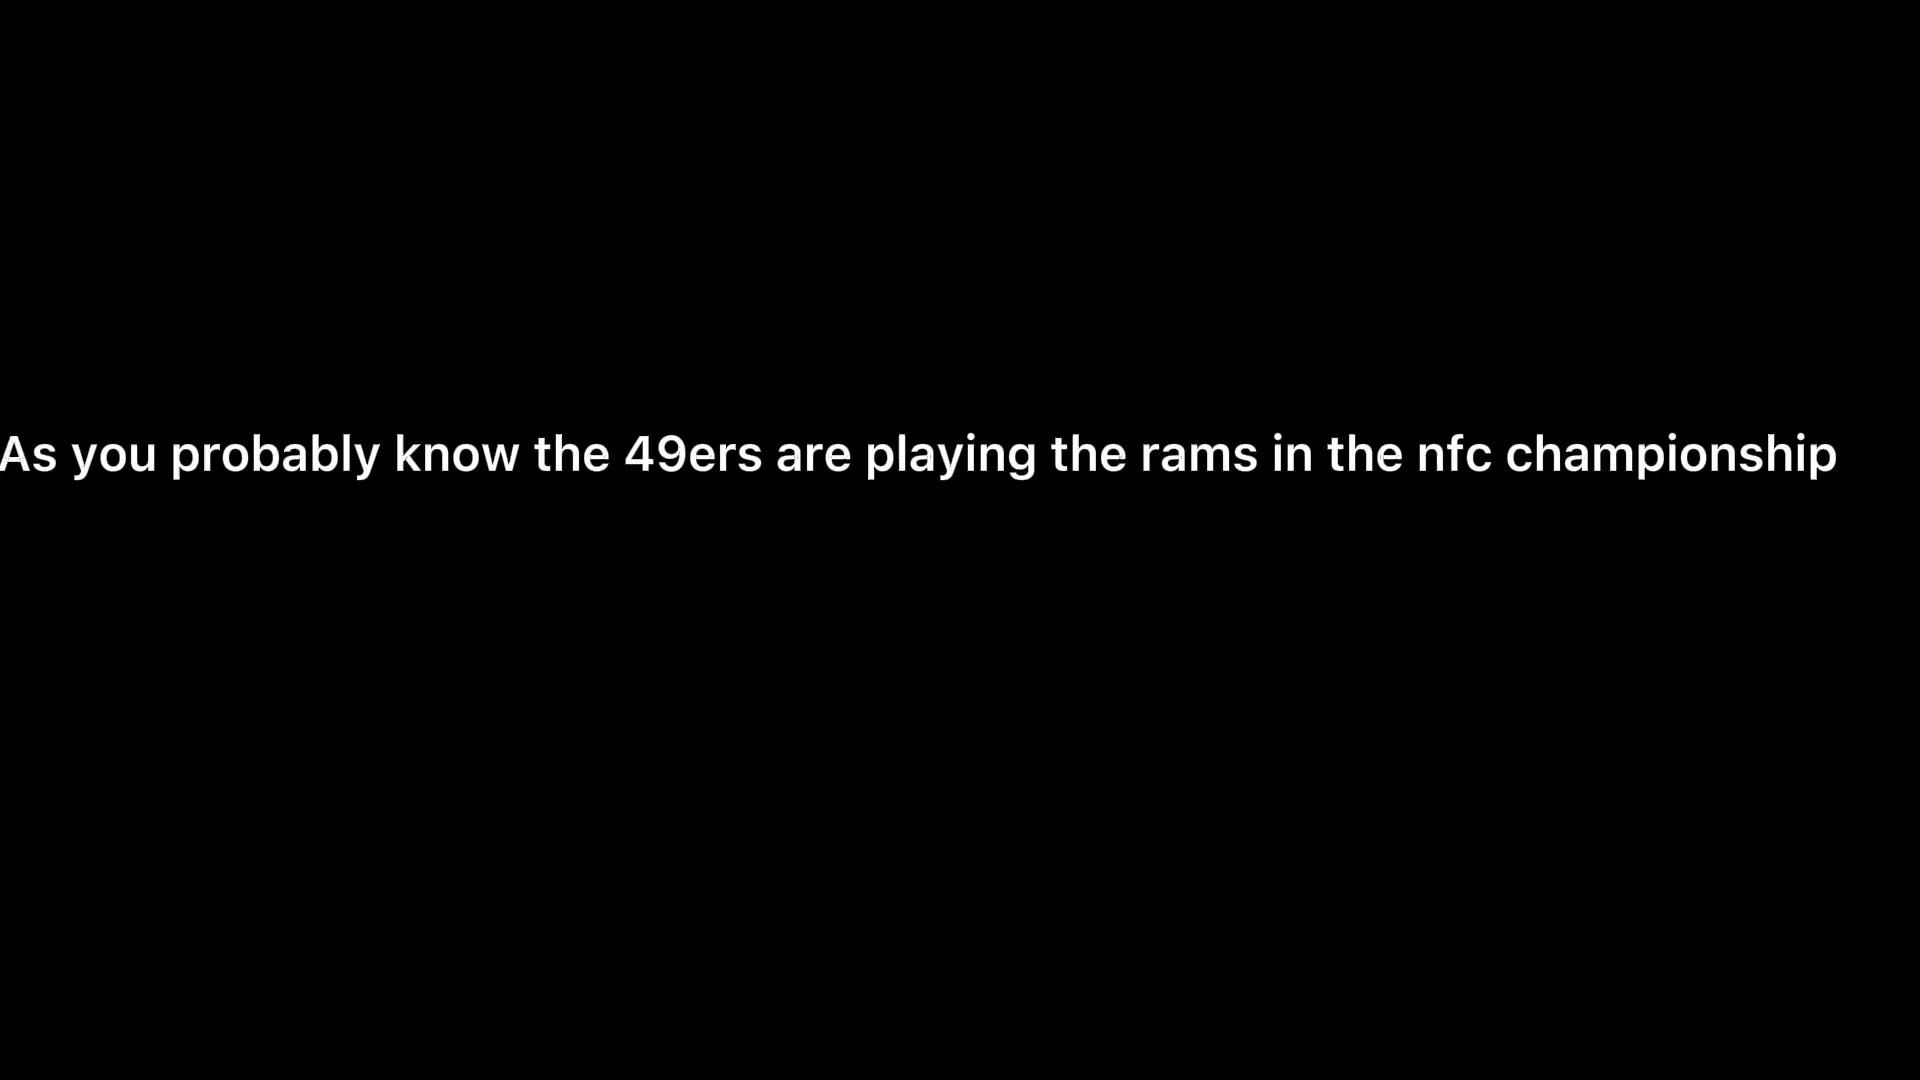 As you probably know the 49ers are playing the rams in the nfc championship